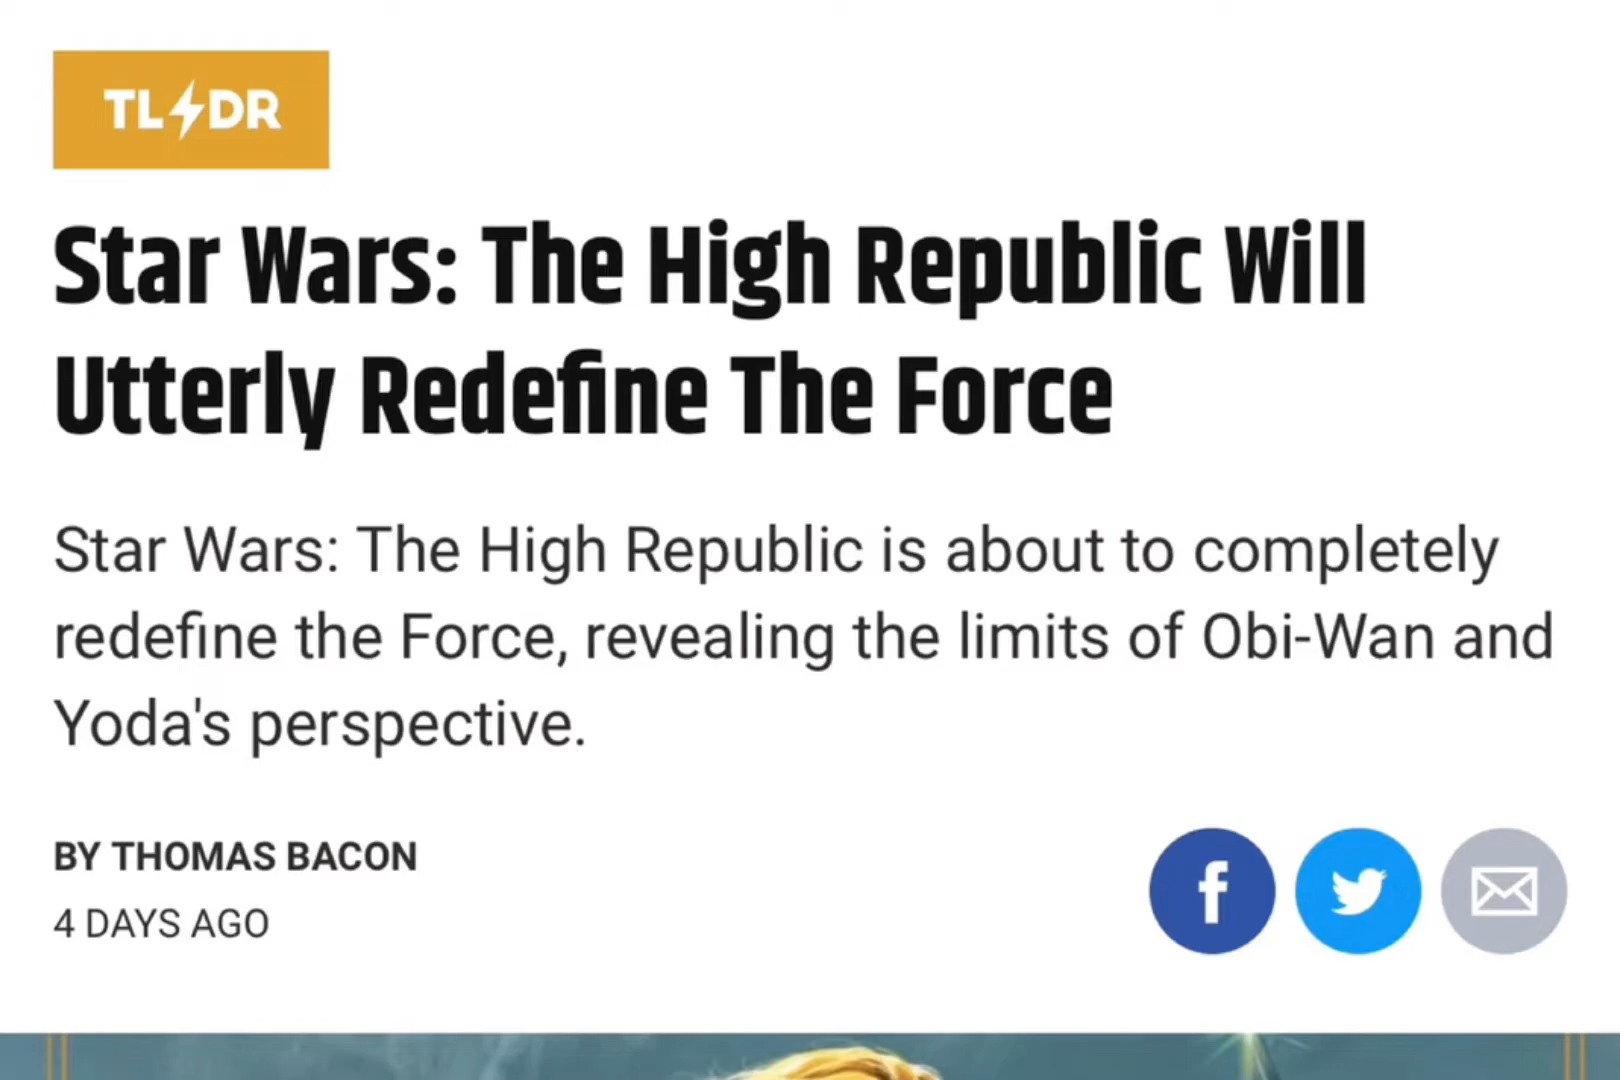 TL DR
Star Wars: The High Republic Will
Utterly Redefine The Force
Star Wars: The High Republic is about to completely
redefine the Force, revealing the limits of Obi-Wan and
Yoda's perspective.
BY THOMAS BACON
4 DAYS AGO